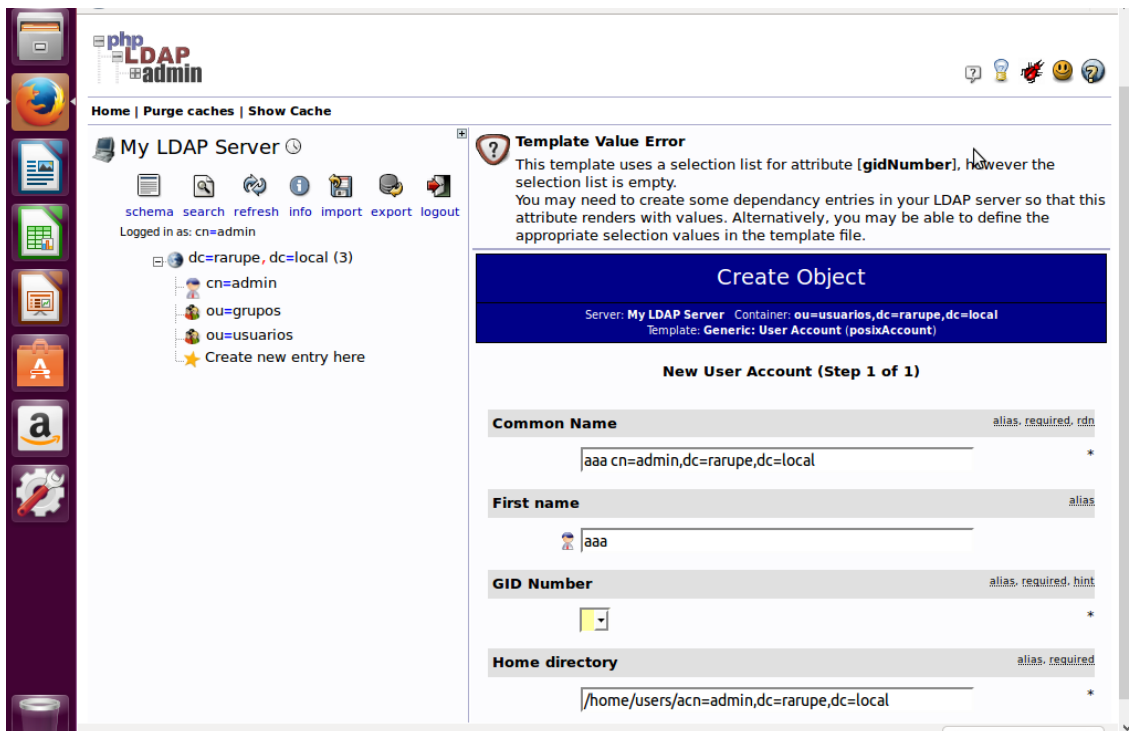 php
LDAP
admin
Home | Purge caches | Show Cache
My LDAP Server
schema search refresh info import export logout
Logged in as: cn=admin
dc=rarupe, dc=local (3)
cn=admin
ou=grupos
ou=usuarios
Create new entry here
Template Value Error
This template uses a selection list for attribute [gidNumber], however the
selection list is empty.
You may need to create some dependancy entries in your LDAP server so that this
attribute renders with values. Alternatively, you may be able to define the
appropriate selection values in the template file.
Create Object
Server: My LDAP Server Container: ou=usuarios,dc=rarupe,dc=local
Template: Generic: User Account (posixAccount)
New User Account (Step 1 of 1)
Common Name alias, required, rdn
aaa cn=admin,dc=rarupe,dc=local *
First name alias
aaa
GID Number alias, required, hint
*
Home directory alias, required
/home/users/acn=admin,dc=rarupe,dc=local *